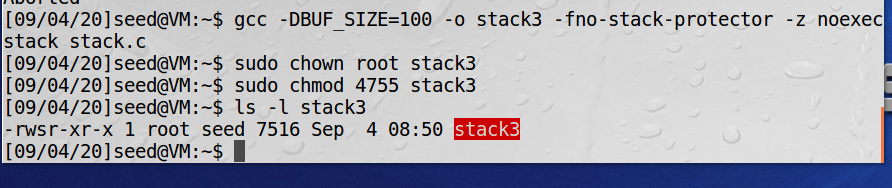 Aborted
[09/04/20]seed@VM:~$ gcc -DBUF_SIZE=100 -o stack3 -fno-stack-protector -z noexec
stack stack.c
[09/04/20]seed@VM:~$ sudo chown root stack3
[09/04/20]seed@VM:~$ sudo chmod 4755 stack3
[09/04/20]seed@VM:~$ ls -l stack3
-rwsr-xr-x 1 root seed 7516 Sep  4 08:50 stack3
[09/04/20]seed@VM:~$